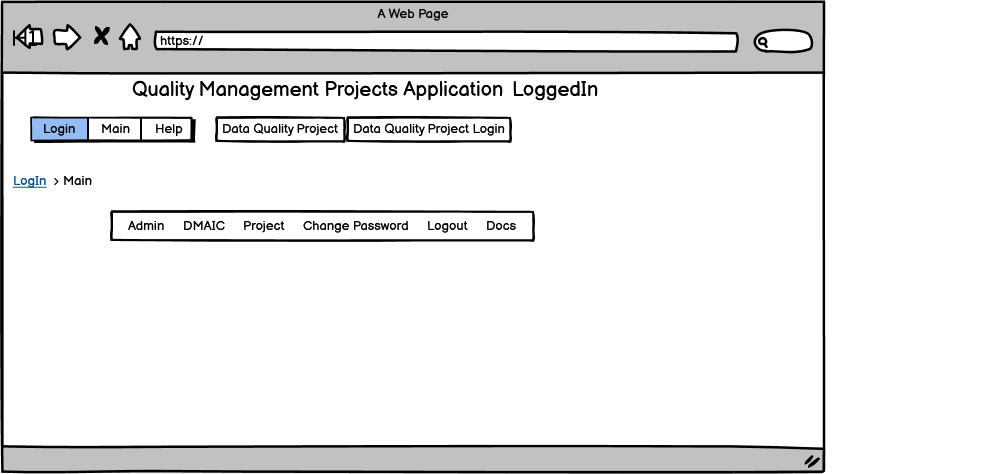 A Web Page
https://
Quality Management Projects Application LoggedIn
Login Main Help Data Quality Project Data Quality Project Login
LogIn > Main
Admin DMAIC Project Change Password Logout Docs